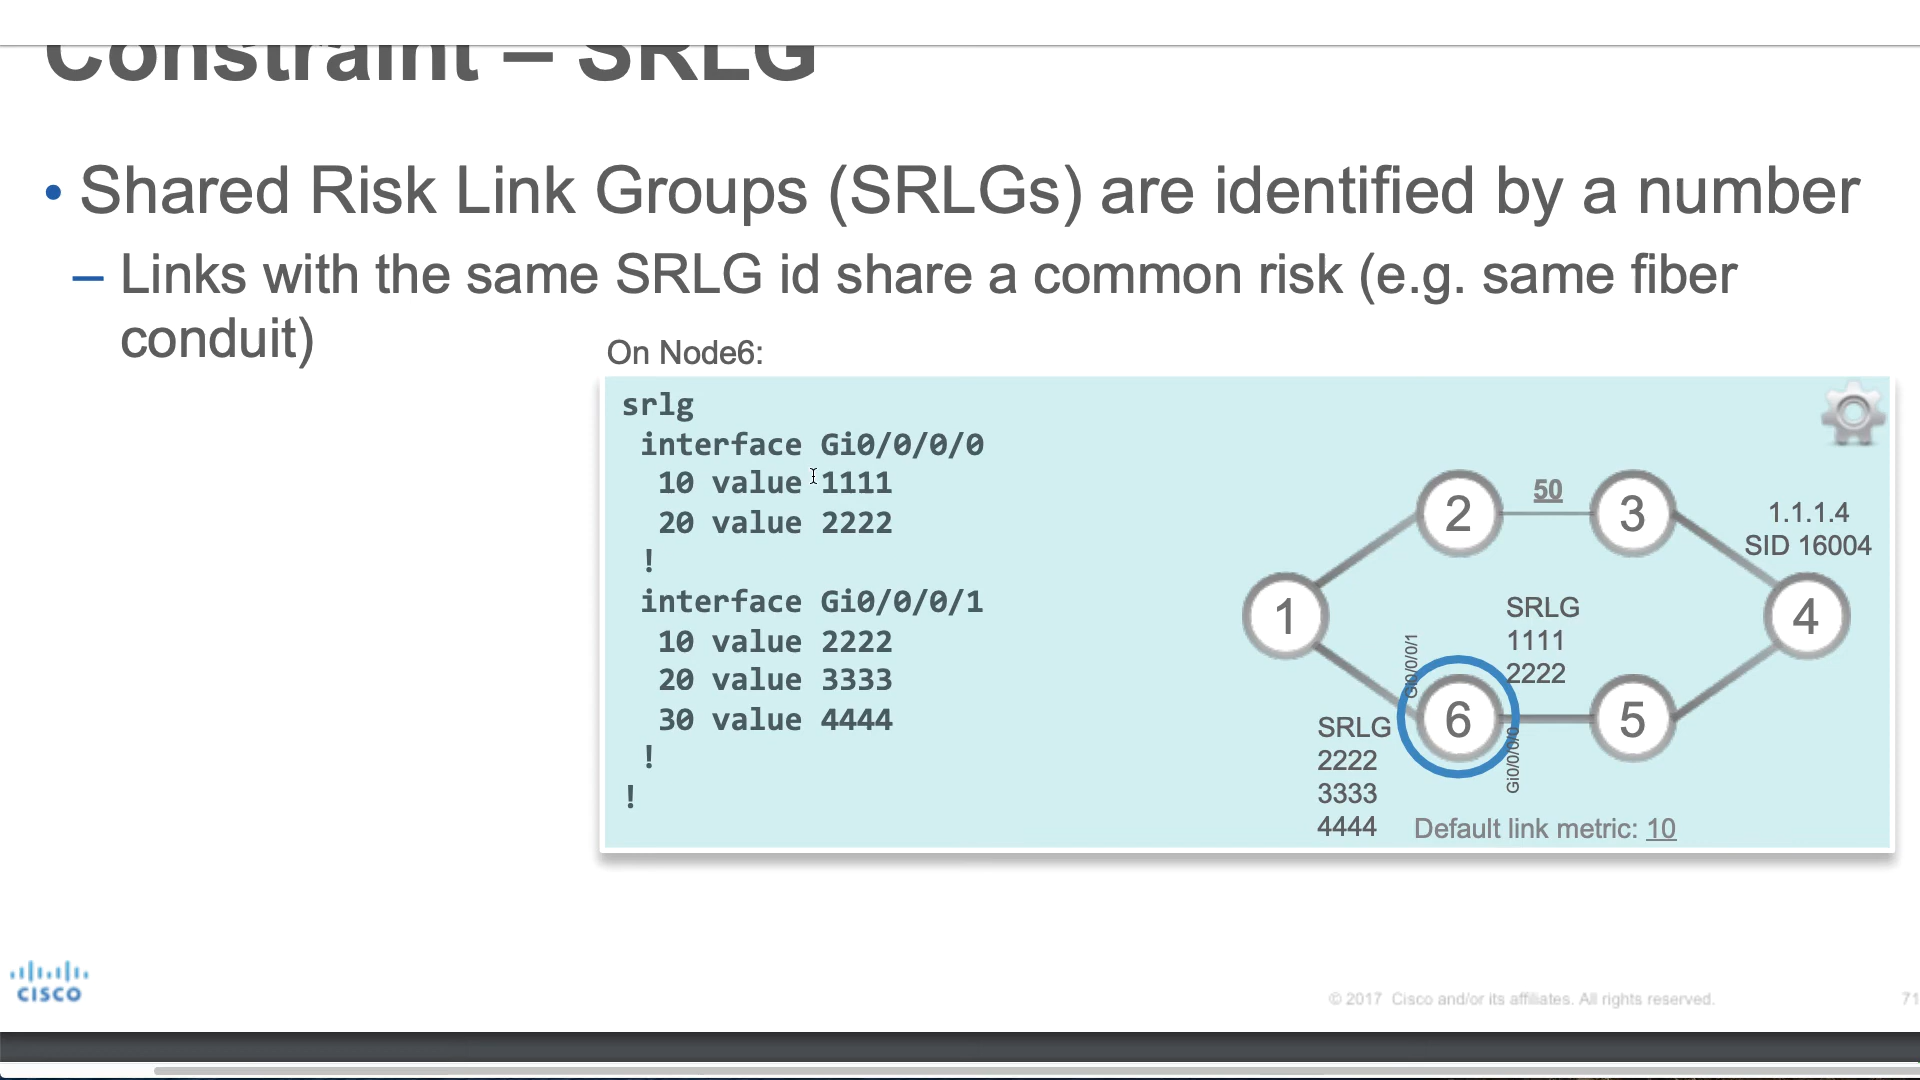 Constraint – SRLG
• Shared Risk Link Groups (SRLGs) are identified by a number
– Links with the same SRLG id share a common risk (e.g. same fiber
conduit)
On Node6:
srlg
interface Gi0/0/0/0
10 value 1111
20 value 2222
!
interface Gi0/0/0/1
10 value 2222
20 value 3333
30 value 4444
!
!
2
50
3
1.1.1.4
SID 16004
1
4
SRLG
1111
2222
Gi0/0/0/1
6
5
Gi0/0/0/0
SRLG
2222
3333
4444
Default link metric: 10
CISCO
© 2017 Cisco and/or its affiliates. All rights reserved.
71